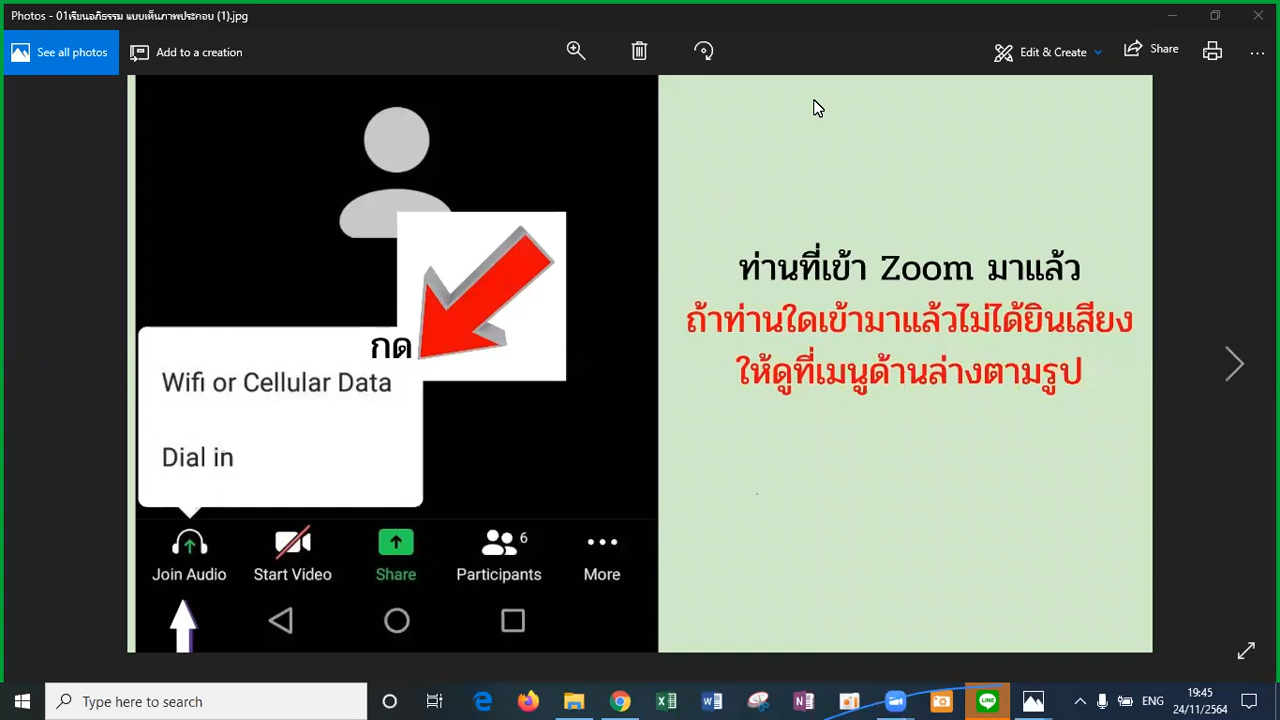 Photos - 01เรียนอภิธรรม แบบเห็นภาพประกอบ (1).jpg
See all photos
Add to a creation
Edit & Create
Share
ท่านที่เข้า Zoom มาแล้ว
ถ้าท่านใดเข้ามาแล้วไม่ได้ยินเสียง
ให้ดูที่เมนูด้านล่างตามรูป
กด
Wifi or Cellular Data
Dial in
6
Join Audio
Start Video
Share
Participants
More
Type here to search
ENG
19:45
24/11/2564